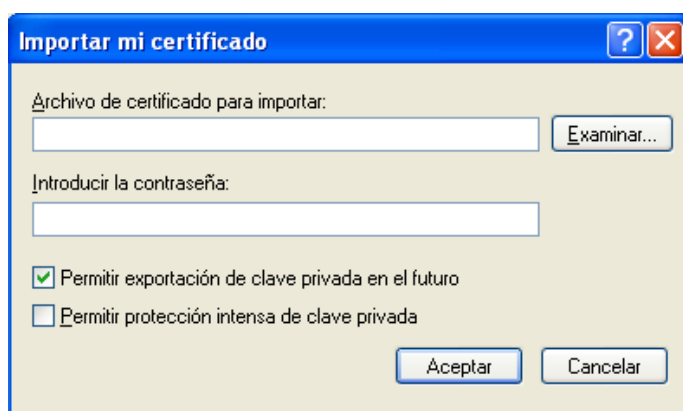 Importar mi certificado
Archivo de certificado para importar:
Examinar...
Introducir la contraseña:
Permitir exportación de clave privada en el futuro
Permitir protección intensa de clave privada
Aceptar Cancelar